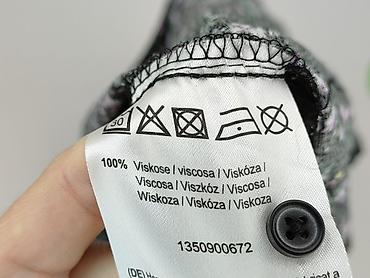 30
100% Viskose / viscosa / Viskóza /
Viscosa / Viszkóz / Viscosa /
Wiskoza / Viskóza / Viskoza
1350900672